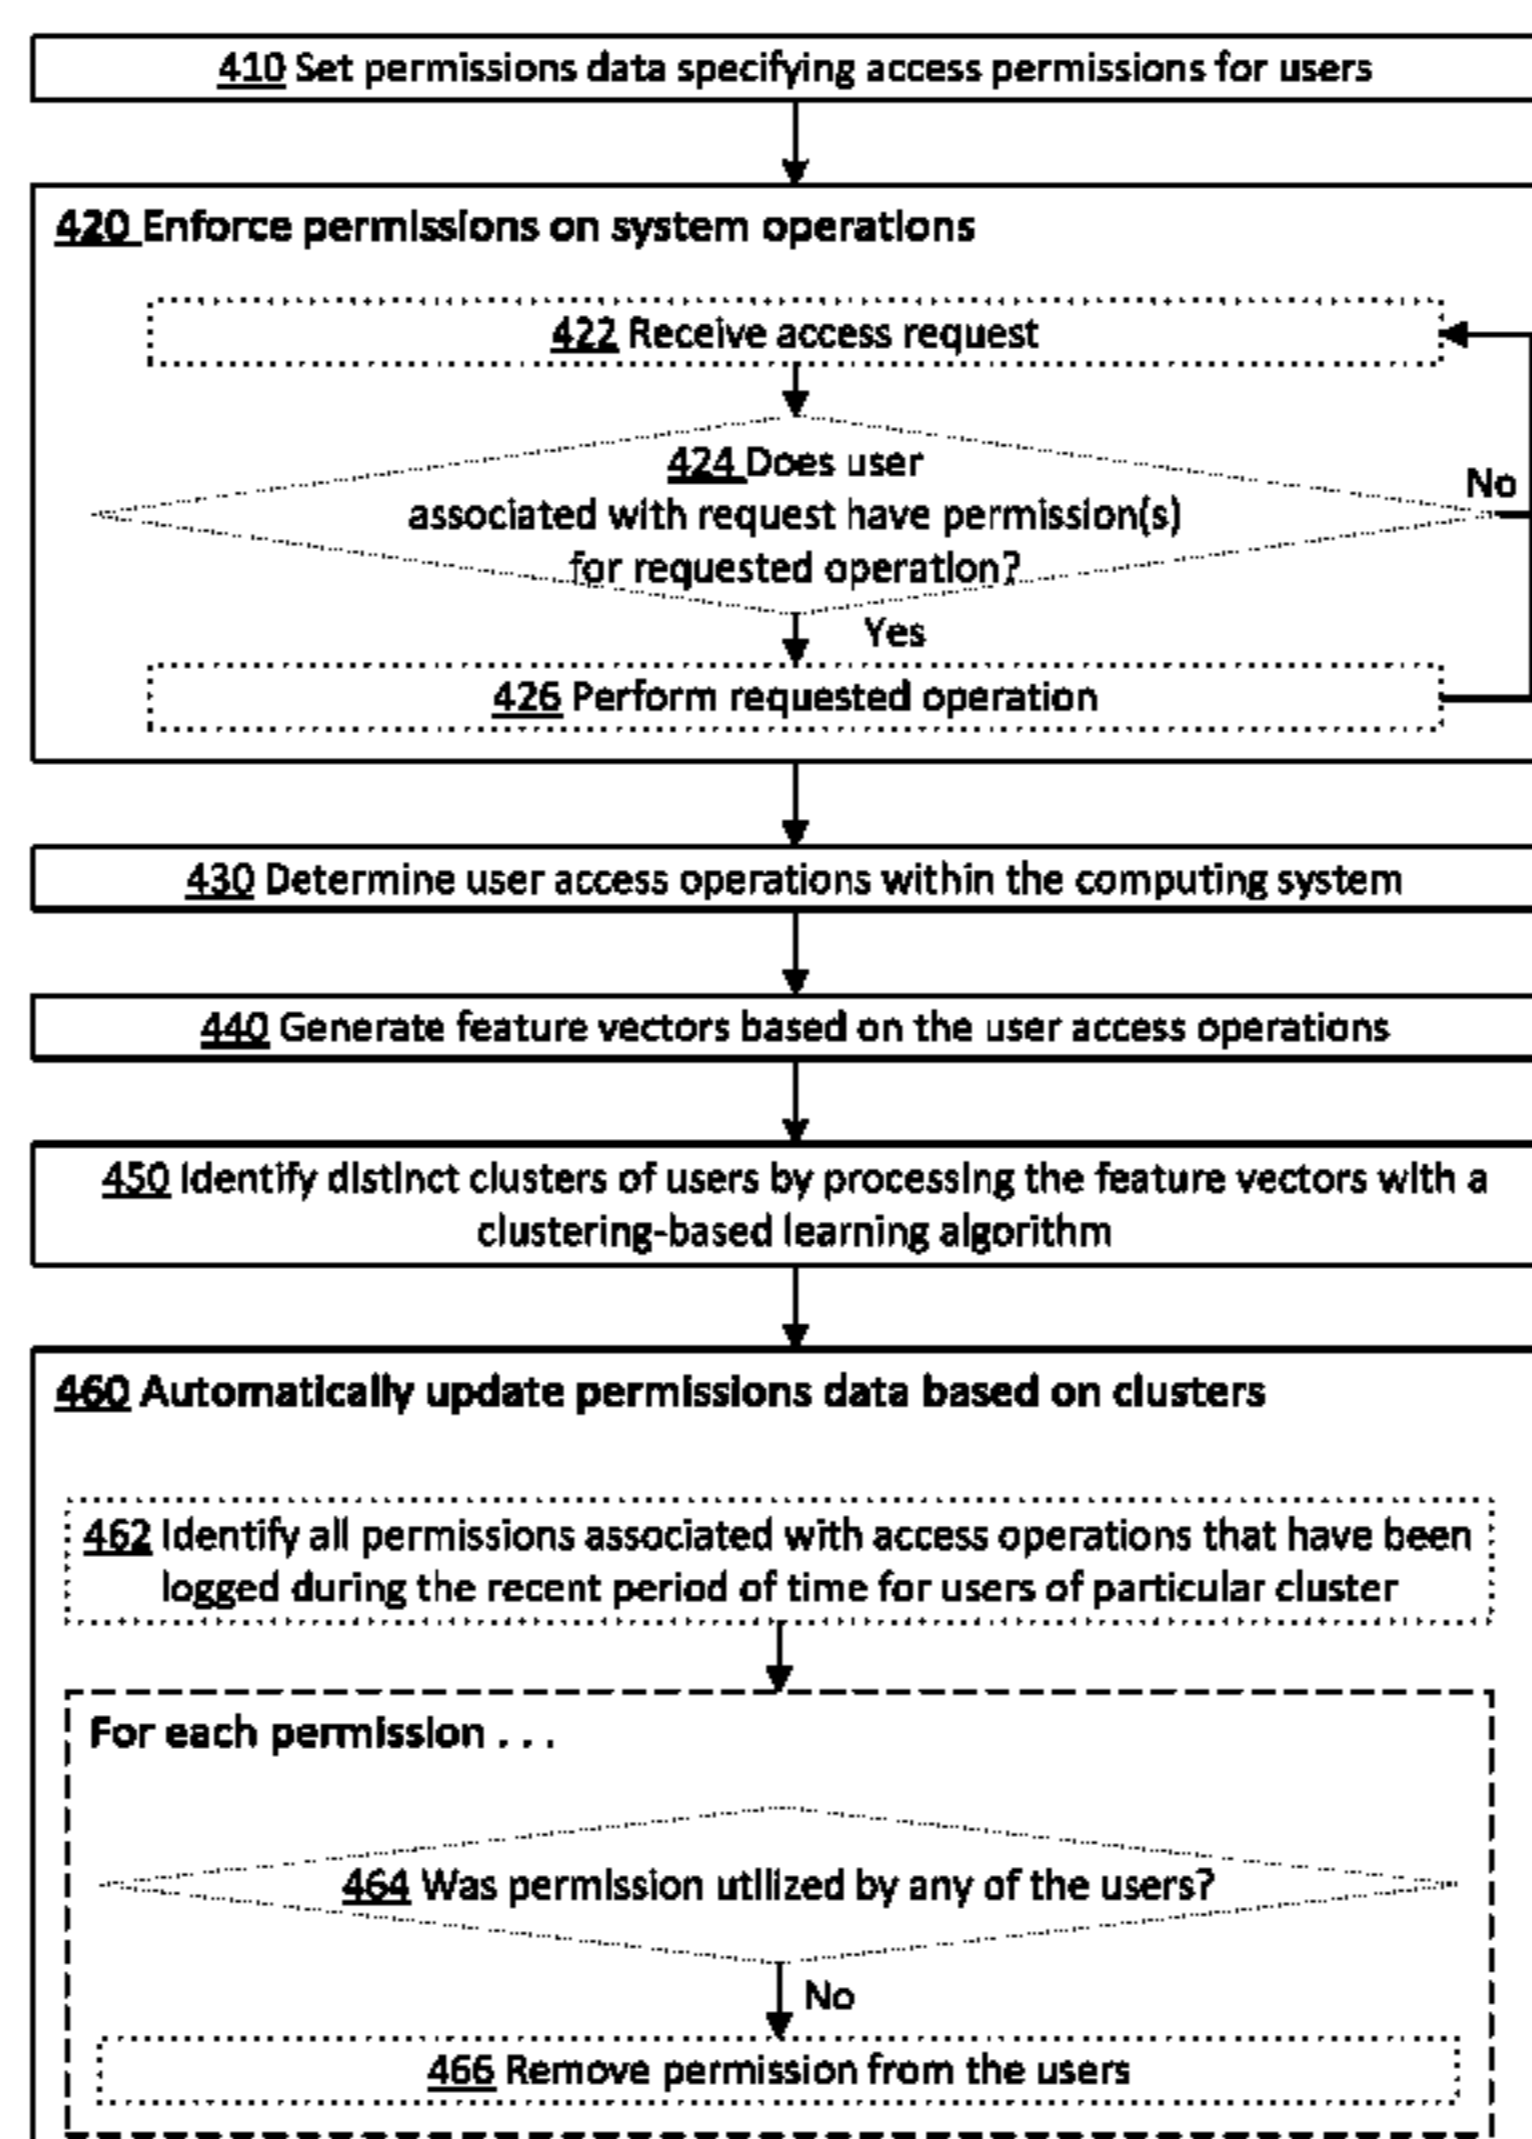 410 Set permissions data specifying access permissions for users
420 Enforce permissions on system operations
422 Receive access request
424 Does user
associated with request have permission(s)
for requested operation?
No
Yes
426 Perform requested operation
430 Determine user access operations within the computing system
440 Generate feature vectors based on the user access operations
450 Identify distinct clusters of users by processing the feature vectors with a
clustering-based learning algorithm
460 Automatically update permissions data based on clusters
462 Identify all permissions associated with access operations that have been
logged during the recent period of time for users of particular cluster
For each permission . . .
464 Was permission utilized by any of the users?
No
466 Remove permission from the users